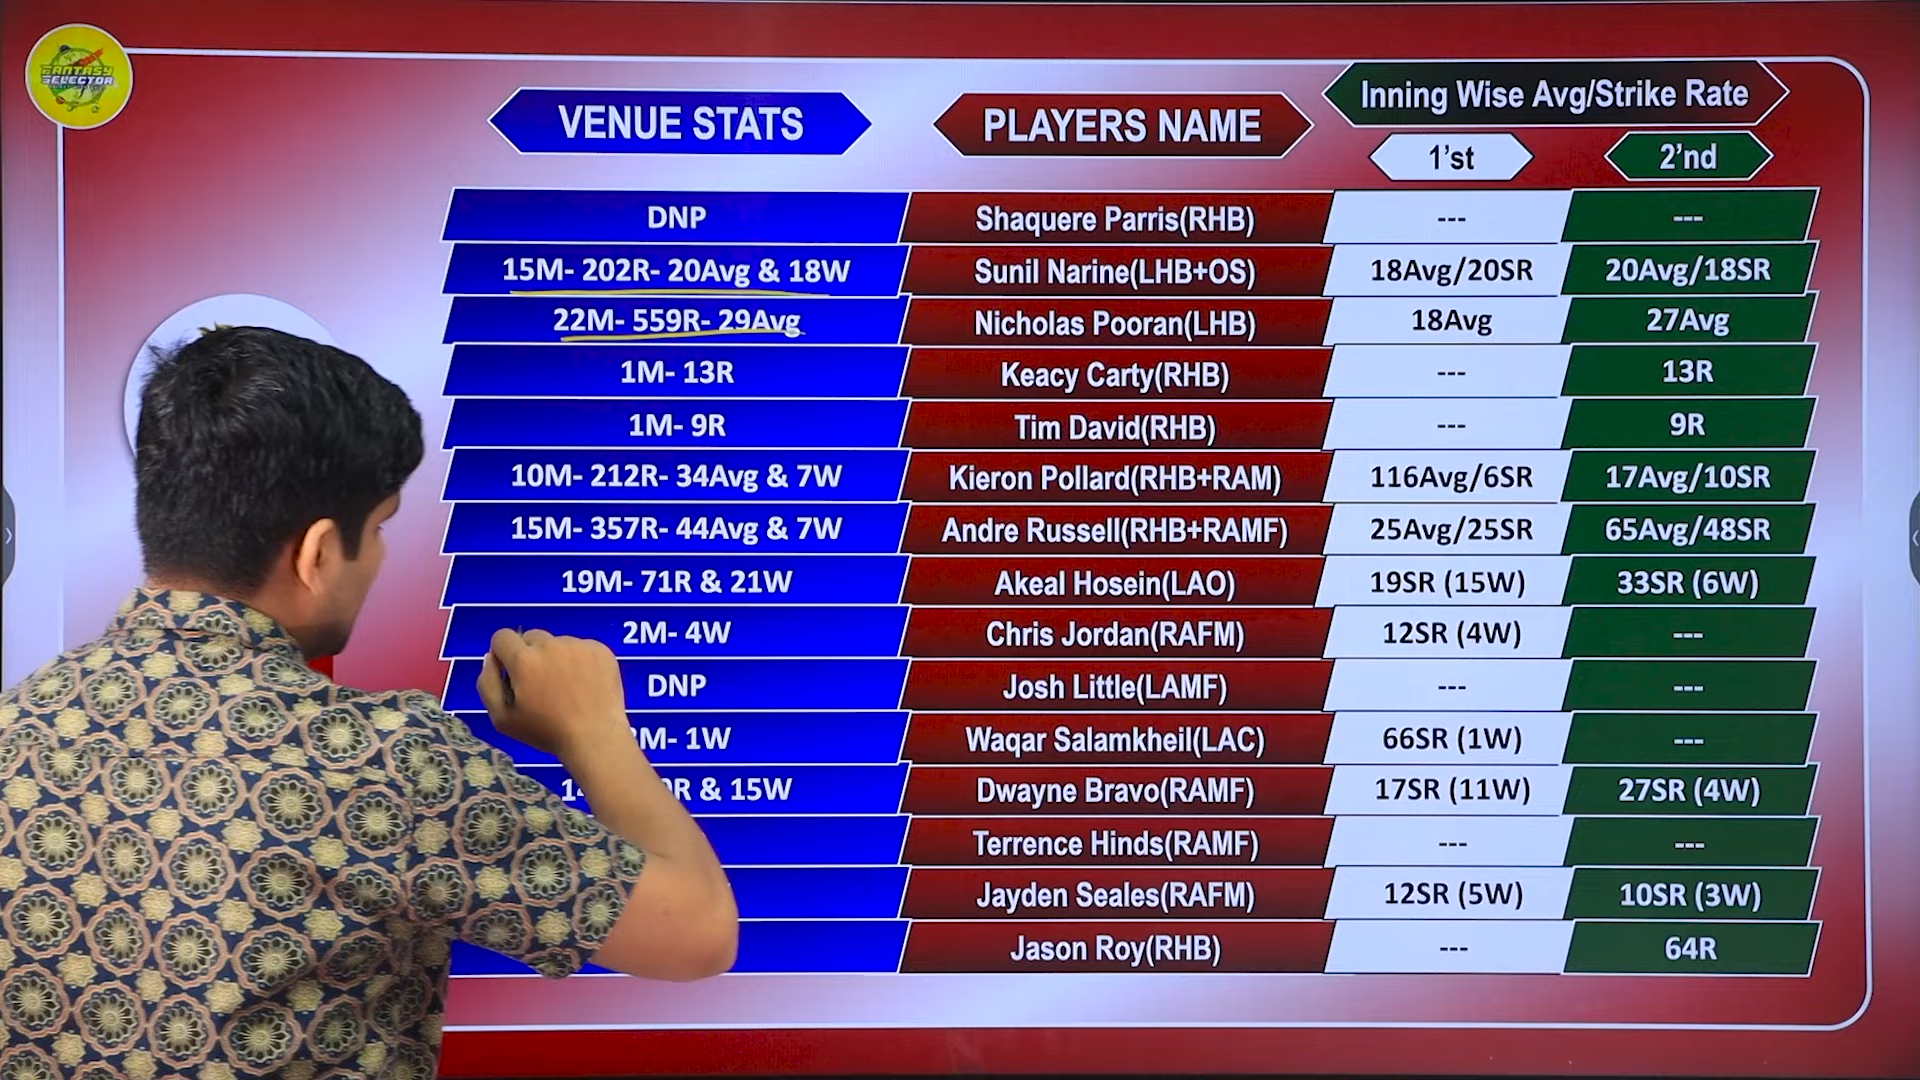 FANTASY
SELECTOR
VENUE STATS
PLAYERS NAME
Inning Wise Avg/Strike Rate
1'st
2'nd
DNP Shaquere Parris(RHB) --- ---
15M- 202R- 20Avg & 18W Sunil Narine(LHB+OS) 18Avg/20SR 20Avg/18SR
22M- 559R- 29Avg Nicholas Pooran(LHB) 18Avg 27Avg
1M- 13R Keacy Carty(RHB) --- 13R
1M- 9R Tim David(RHB) --- 9R
10M- 212R- 34Avg & 7W Kieron Pollard(RHB+RAM) 116Avg/6SR 17Avg/10SR
15M- 357R- 44Avg & 7W Andre Russell(RHB+RAMF) 25Avg/25SR 65Avg/48SR
19M- 71R & 21W Akeal Hosein(LAO) 19SR (15W) 33SR (6W)
2M- 4W Chris Jordan(RAFM) 12SR (4W) ---
DNP Josh Little(LAMF) --- ---
M- 1W Waqar Salamkheil(LAC) 66SR (1W) ---
R & 15W Dwayne Bravo(RAMF) 17SR (11W) 27SR (4W)
Terrence Hinds(RAMF) --- ---
Jayden Seales(RAFM) 12SR (5W) 10SR (3W)
Jason Roy(RHB) --- 64R